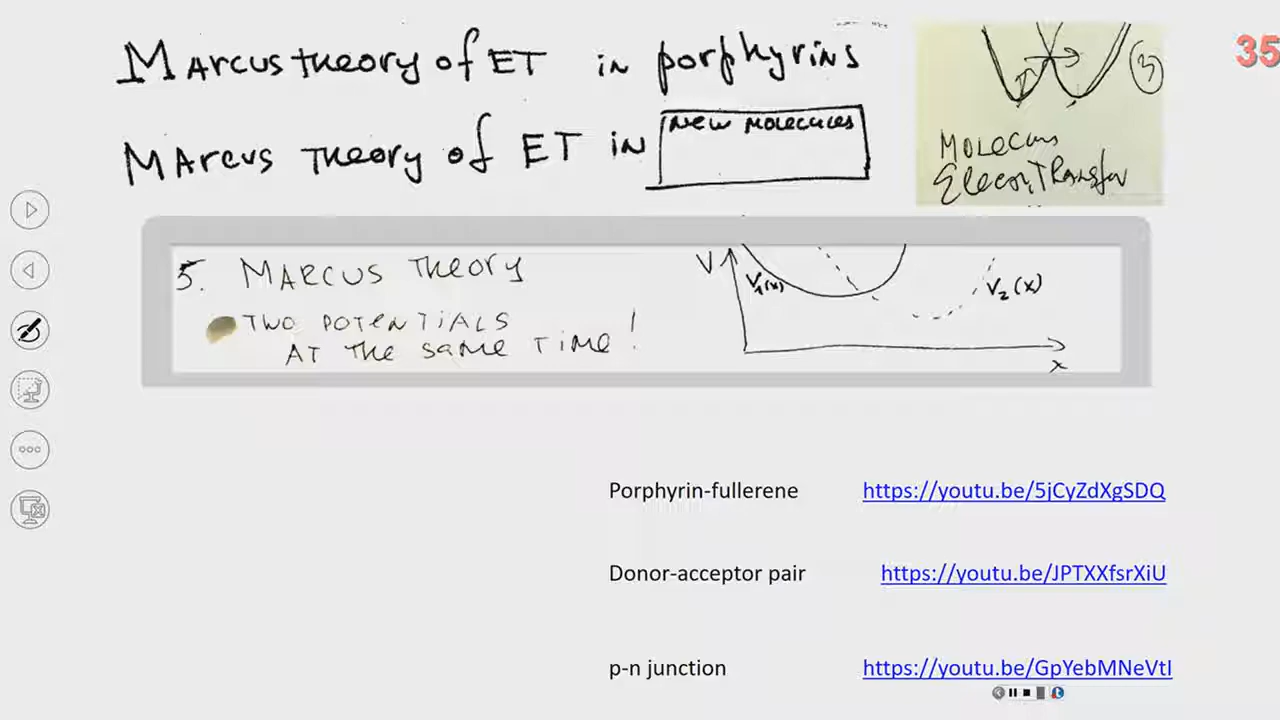 Marcus theory of ET in porphyrins
35
3
Marcus Theory of ET in
New Molecules
Molecular
Transfer
5. Marcus Theory
Two Potentials
at the same time!
V
V₁(x)
V₂(x)
x
Porphyrin-fullerene https://youtu.be/5jCyZdXgSDQ
Donor-acceptor pair https://youtu.be/JPTXXfsrXiU
p-n junction https://youtu.be/GpYebMNeVtI